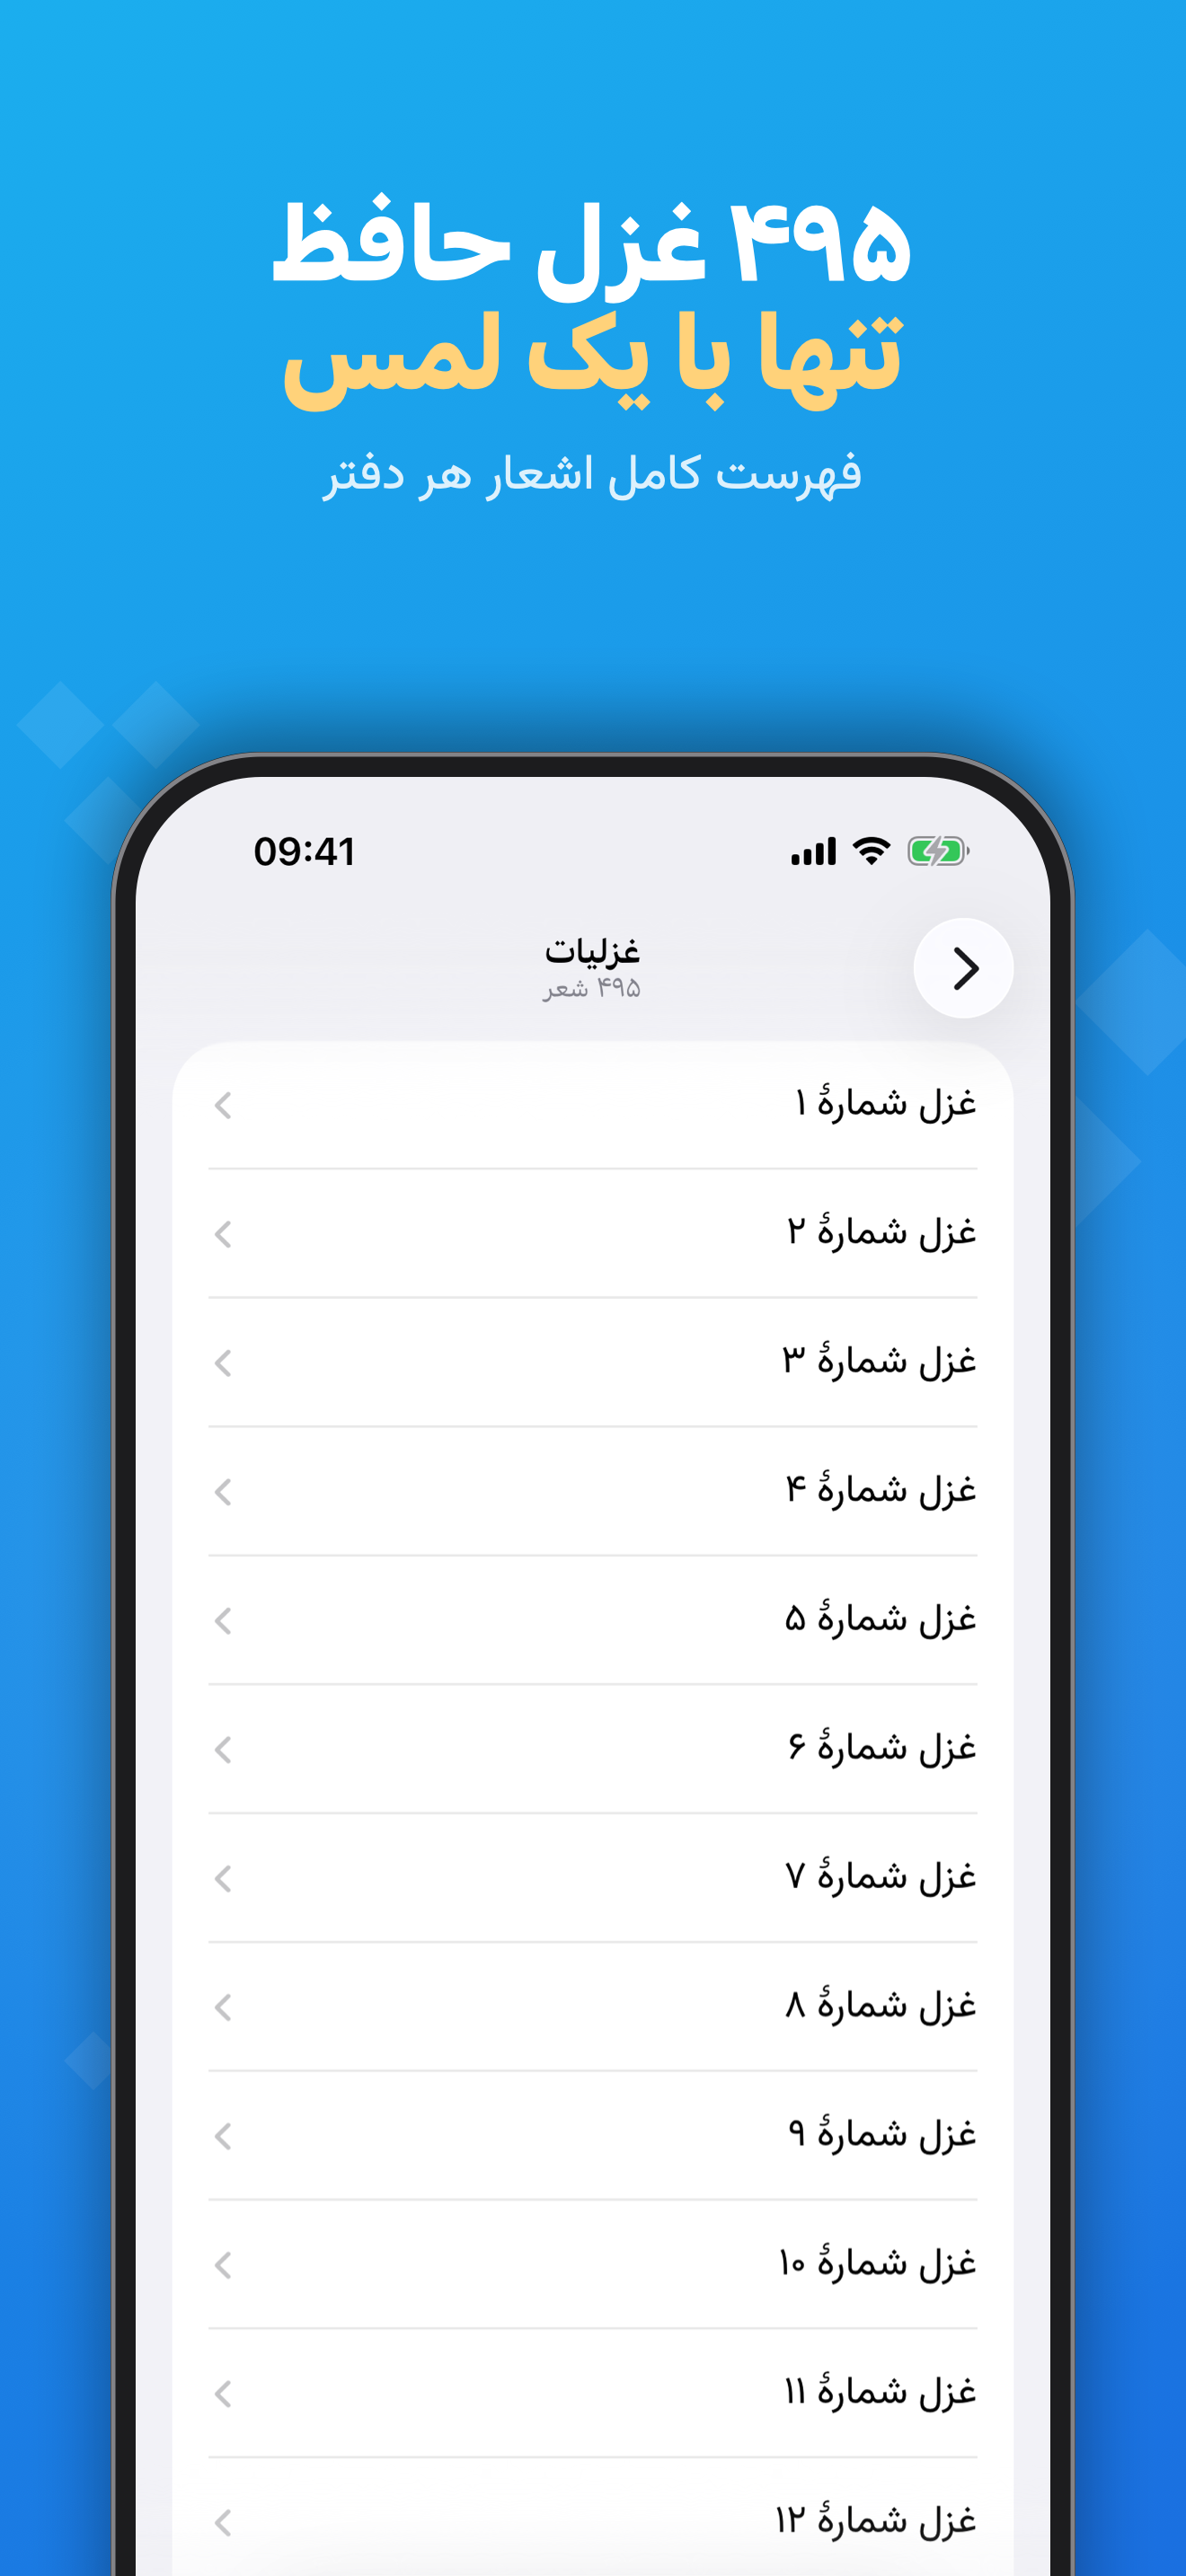 ۴۹۵ غزل حافظ
تنها با یک لمس
فهرست کامل اشعار هر دفتر
09:41
غزلیات
۴۹۵ شعر
غزل شمارهٔ ۱
غزل شمارهٔ ۲
غزل شمارهٔ ۳
غزل شمارهٔ ۴
غزل شمارهٔ ۵
غزل شمارهٔ ۶
غزل شمارهٔ ۷
غزل شمارهٔ ۸
غزل شمارهٔ ۹
غزل شمارهٔ ۱۰
غزل شمارهٔ ۱۱
غزل شمارهٔ ۱۲